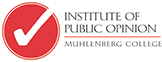 INSTITUTE OF
PUBLIC OPINION
MUHLENBERG COLLEGE